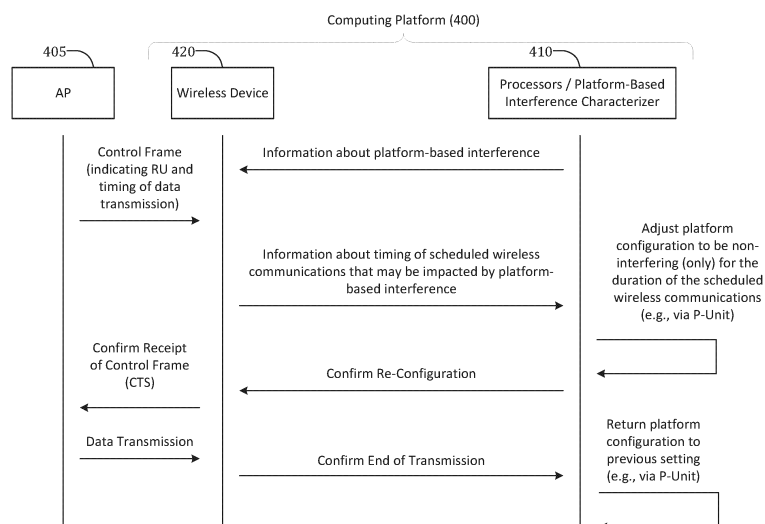 Computing Platform (400)
405
420
410
AP
Wireless Device
Processors / Platform-Based
Interference Characterizer
Control Frame
(indicating RU and
timing of data
transmission)
Information about platform-based interference
Information about timing of scheduled wireless
communications that may be impacted by platform-
based interference
Adjust platform
configuration to be non-
interfering (only) for the
duration of the scheduled
wireless communications
(e.g., via P-Unit)
Confirm Receipt
of Control Frame
(CTS)
Confirm Re-Configuration
Data Transmission
Confirm End of Transmission
Return platform
configuration to
previous setting
(e.g., via P-Unit)